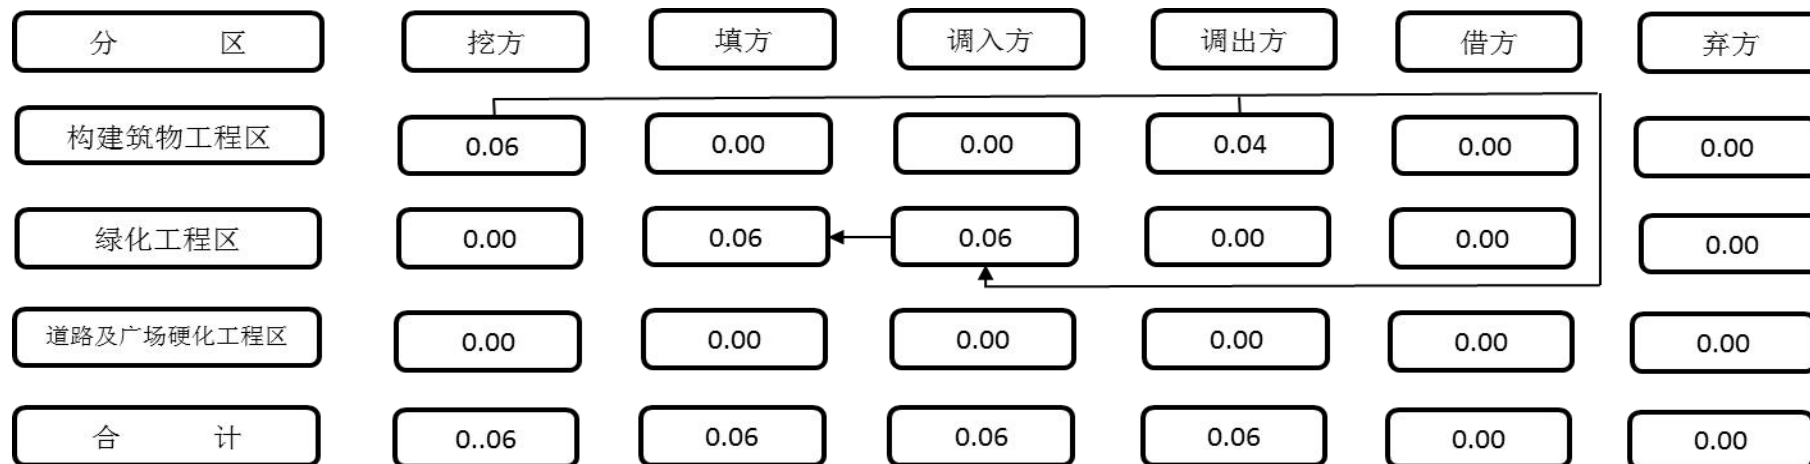 分 区 挖方 填方 调入方 调出方 借方 弃方
构建筑物工程区 0.06 0.00 0.00 0.04 0.00 0.00
绿化工程区 0.00 0.06 0.06 0.00 0.00 0.00
道路及广场硬化工程区 0.00 0.00 0.00 0.00 0.00 0.00
合 计 0..06 0.06 0.06 0.06 0.00 0.00